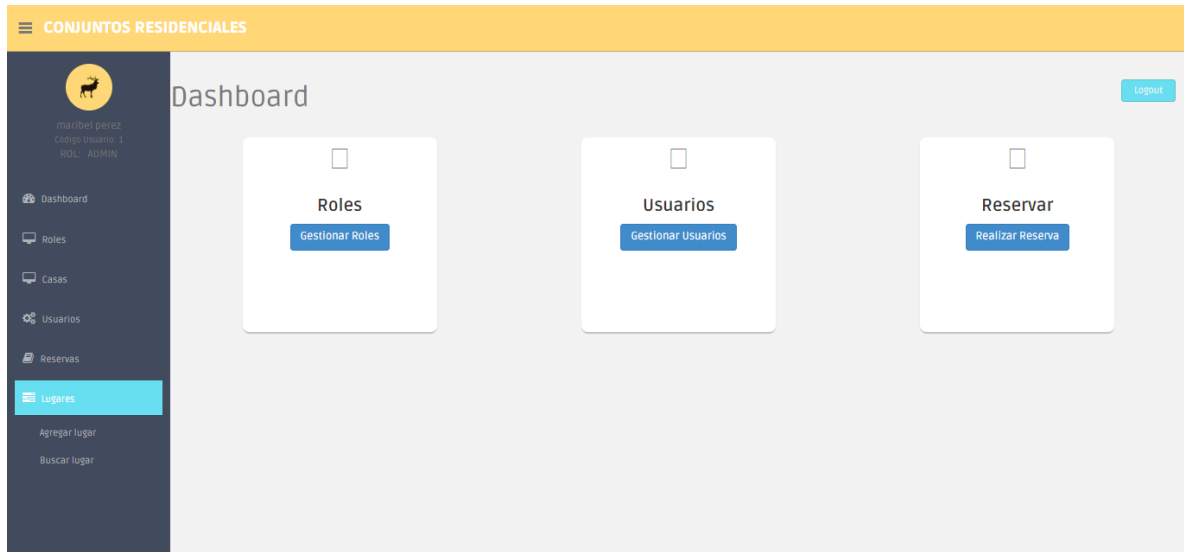 CONJUNTOS RESIDENCIALES
maribel perez
Código Usuario: 1
ROL: ADMIN
Dashboard
Roles
Casas
Usuarios
Reservas
Lugares
Agregar lugar
Buscar lugar
Dashboard
Logout
Roles
Gestionar Roles
Usuarios
Gestionar Usuarios
Reservar
Realizar Reserva